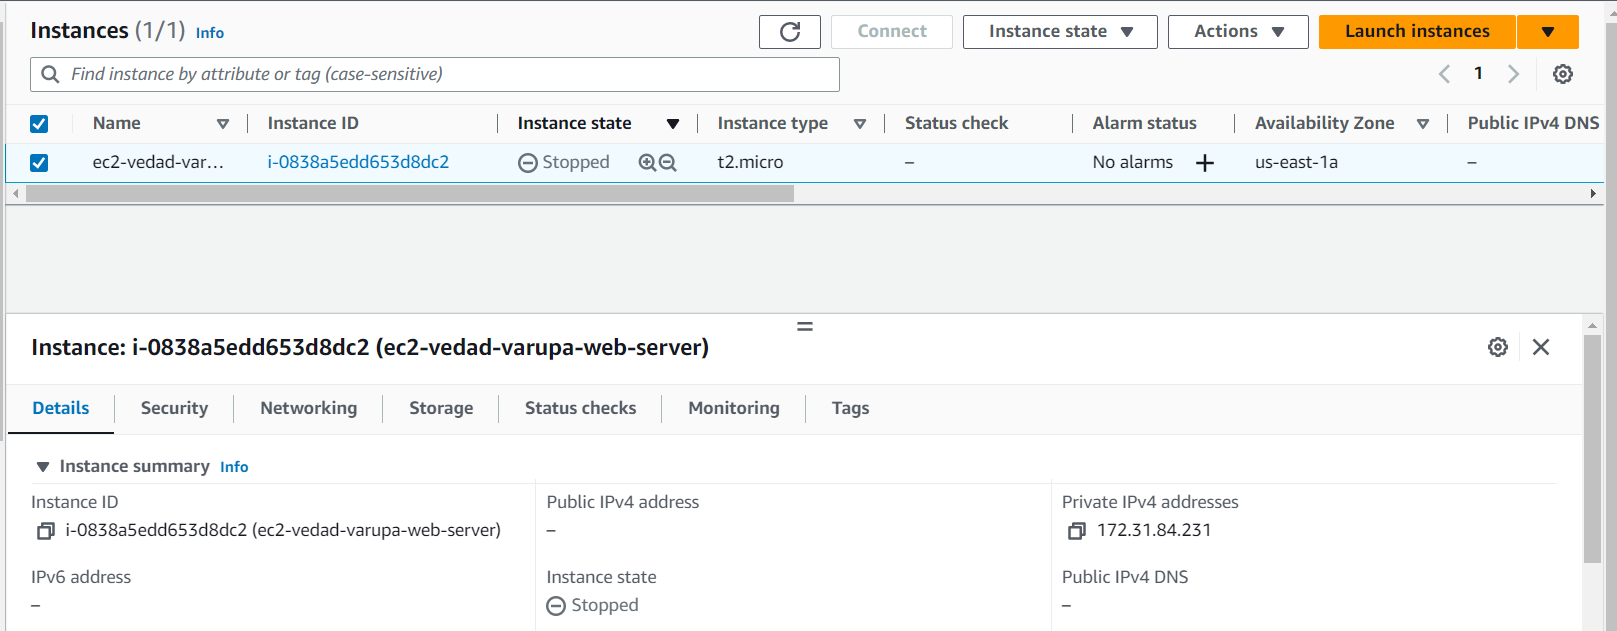 Instances (1/1) Info Connect Instance state Actions Launch instances
Find instance by attribute or tag (case-sensitive) 1
Name Instance ID Instance state Instance type Status check Alarm status Availability Zone Public IPv4 DNS
ec2-vedad-var... i-0838a5edd653d8dc2 Stopped t2.micro – No alarms + us-east-1a –
Instance: i-0838a5edd653d8dc2 (ec2-vedad-varupa-web-server)
Details Security Networking Storage Status checks Monitoring Tags
Instance summary Info
Instance ID Public IPv4 address Private IPv4 addresses
i-0838a5edd653d8dc2 (ec2-vedad-varupa-web-server) – 172.31.84.231
IPv6 address Instance state Public IPv4 DNS
– Stopped –